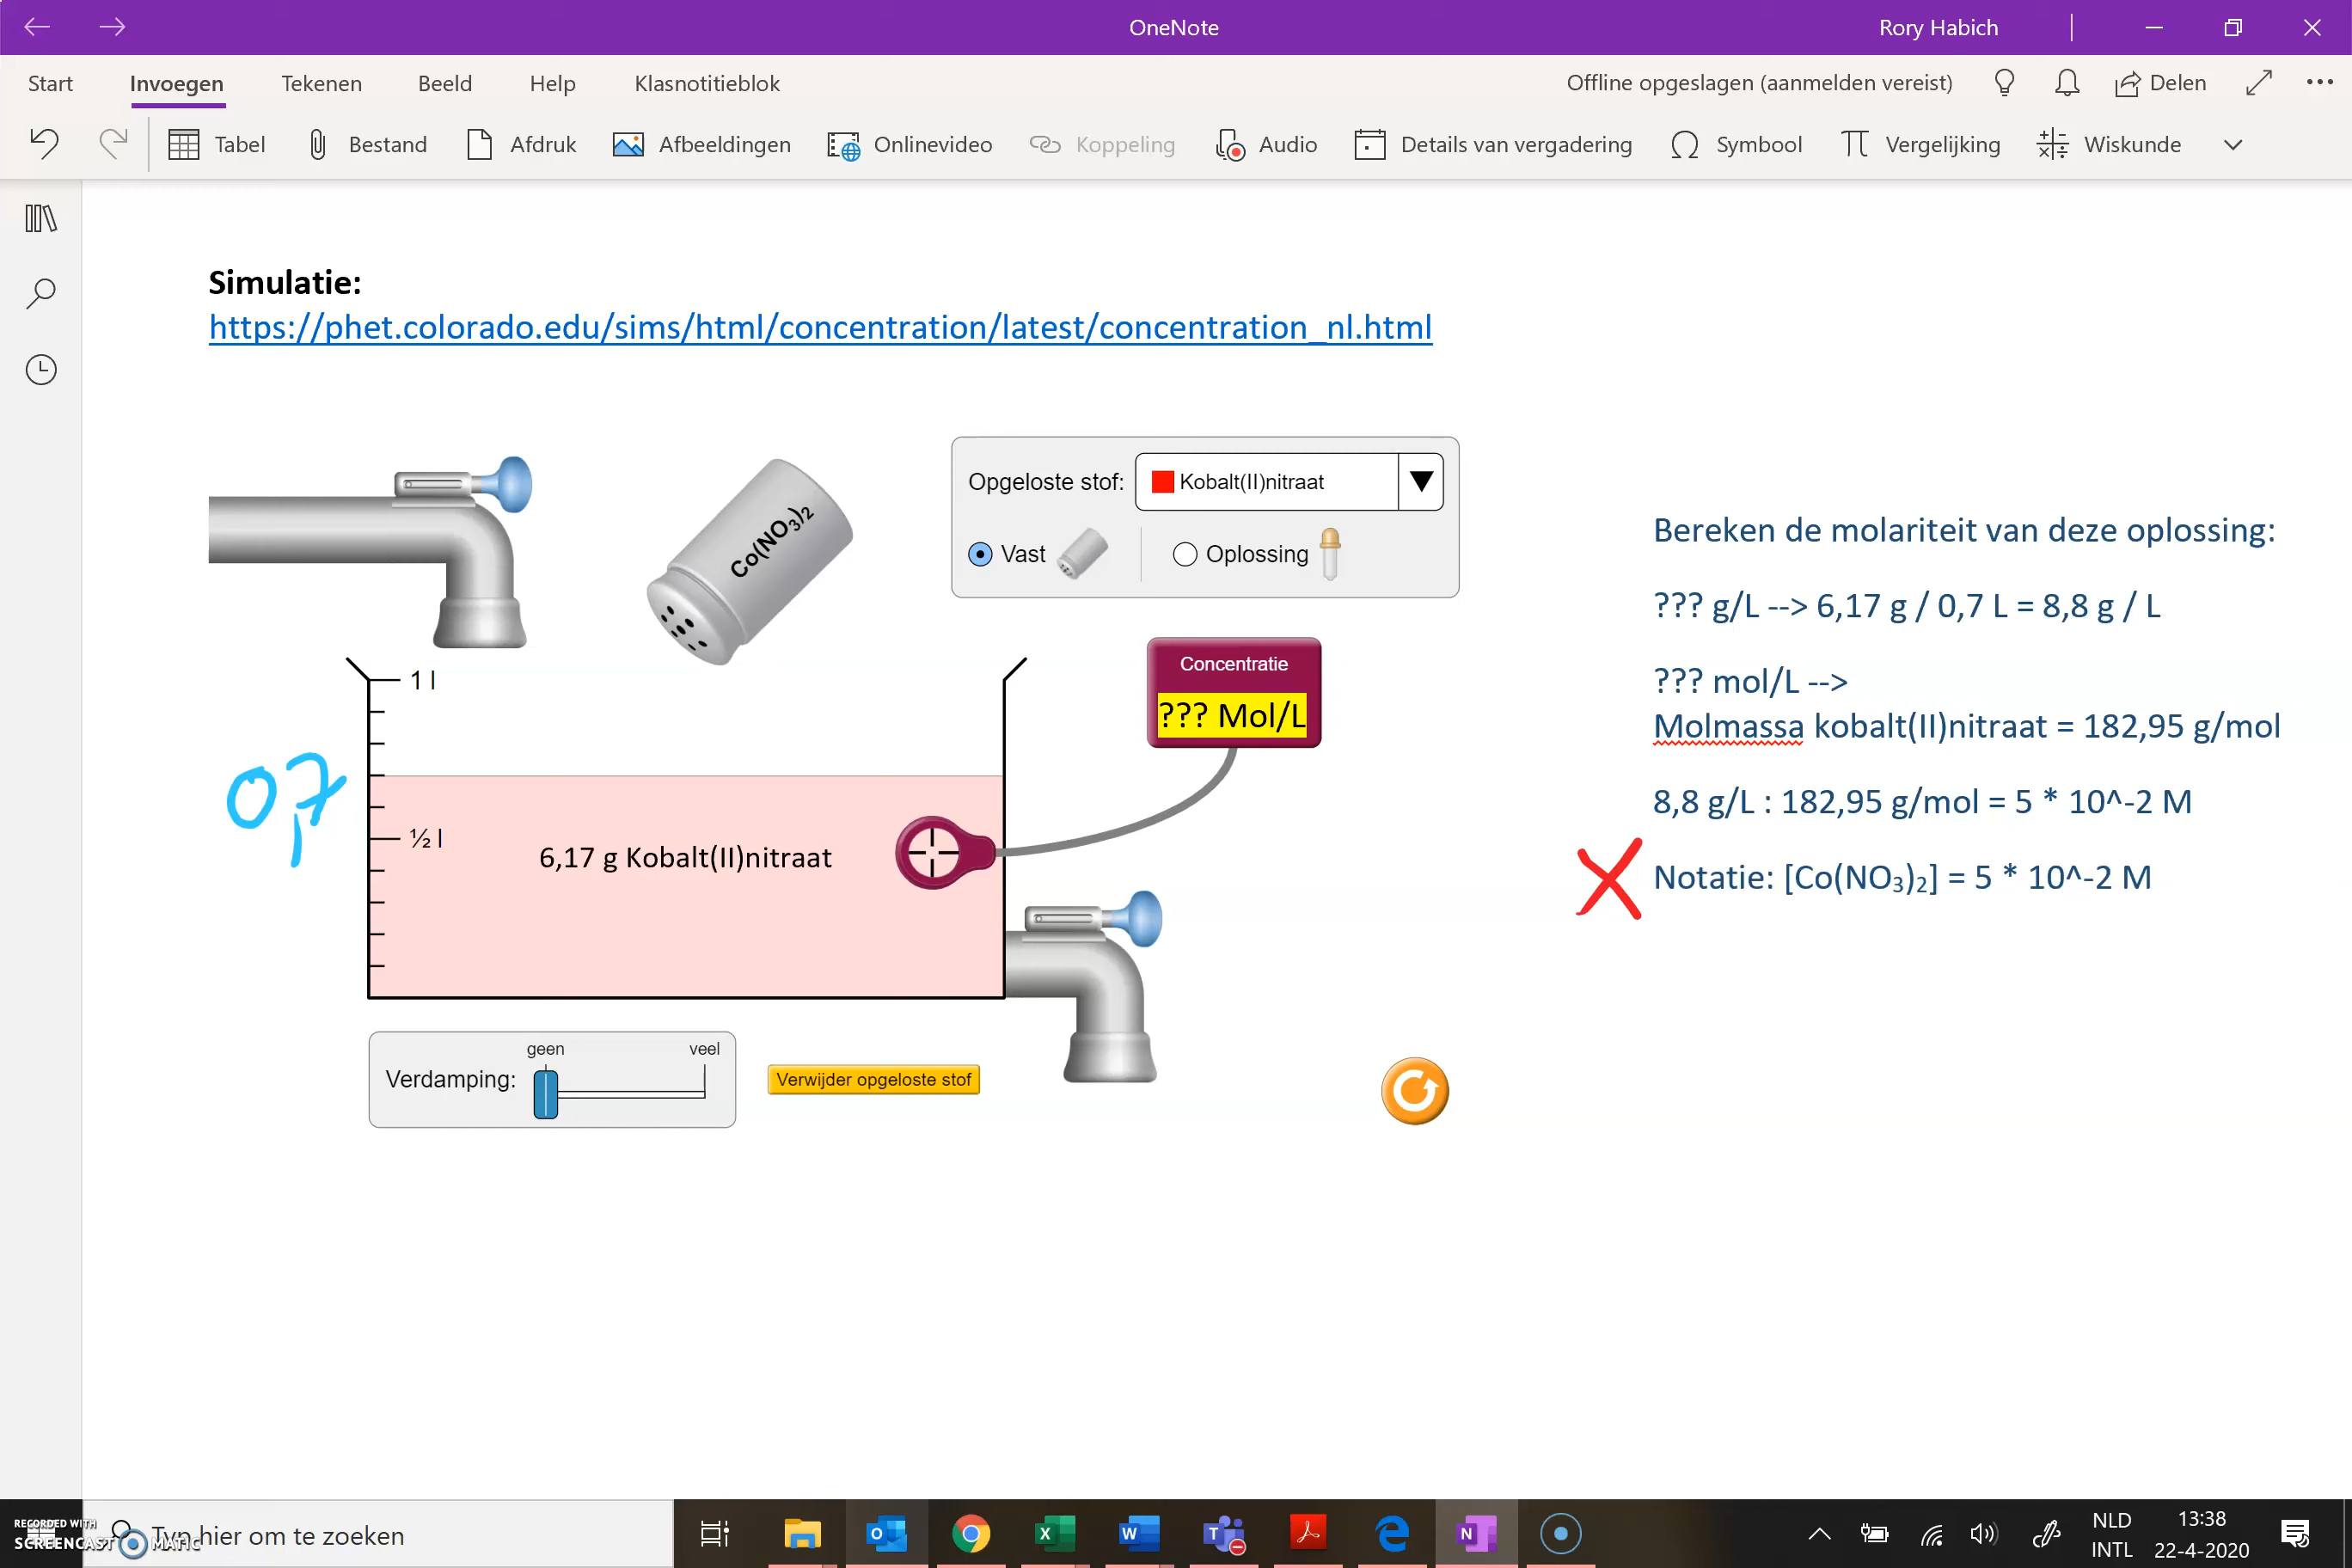 OneNote
Rory Habich
Start Invoegen Tekenen Beeld Help Klasnotitieblok
Offline opgeslagen (aanmelden vereist) Delen
Tabel Bestand Afdruk Afbeeldingen Onlinevideo Koppeling Audio Details van vergadering Symbool Vergelijking Wiskunde
Simulatie:
https://phet.colorado.edu/sims/html/concentration/latest/concentration_nl.html
Co(NO₃)₂
Opgeloste stof: Kobalt(II)nitraat
Vast Oplossing
Concentratie
??? Mol/L
1 l
0,7
½ l
6,17 g Kobalt(II)nitraat
geen veel
Verdamping:
Verwijder opgeloste stof
Bereken de molariteit van deze oplossing:
??? g/L --> 6,17 g / 0,7 L = 8,8 g / L
??? mol/L -->
Molmassa kobalt(II)nitraat = 182,95 g/mol
8,8 g/L : 182,95 g/mol = 5 * 10^-2 M
Notatie: [Co(NO₃)₂] = 5 * 10^-2 M
RECORDED WITH
SCREENCAST MATIC
Typ hier om te zoeken
NLD
INTL
13:38
22-4-2020